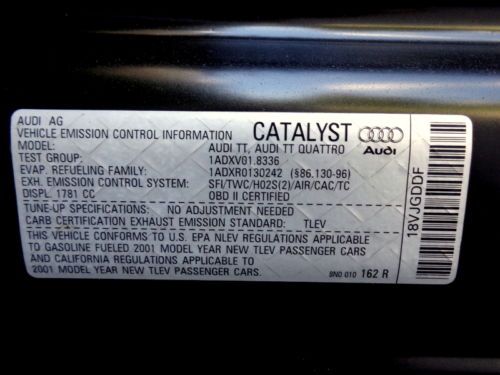 AUDI AG
VEHICLE EMISSION CONTROL INFORMATION CATALYST
MODEL: AUDI TT, AUDI TT QUATTRO Audi
TEST GROUP: 1ADXV01.8336
EVAP. REFUELING FAMILY: 1ADXR0130242 (§86.130-96)
EXH. EMISSION CONTROL SYSTEM: SFI/TWC/HO2S(2)/AIR/CAC/TC
DISPL. 1781 CC OBD II CERTIFIED
TUNE-UP SPECIFICATIONS: NO ADJUSTMENTS NEEDED
CARB CERTIFICATION EXHAUST EMISSION STANDARD: TLEV
THIS VEHICLE CONFORMS TO U.S. EPA NLEV REGULATIONS APPLICABLE
TO GASOLINE FUELED 2001 MODEL YEAR NEW TLEV PASSENGER CARS
AND CALIFORNIA REGULATIONS APPLICABLE TO
2001 MODEL YEAR NEW TLEV PASSENGER CARS.
8N0 010 162 R
18VJGDDF